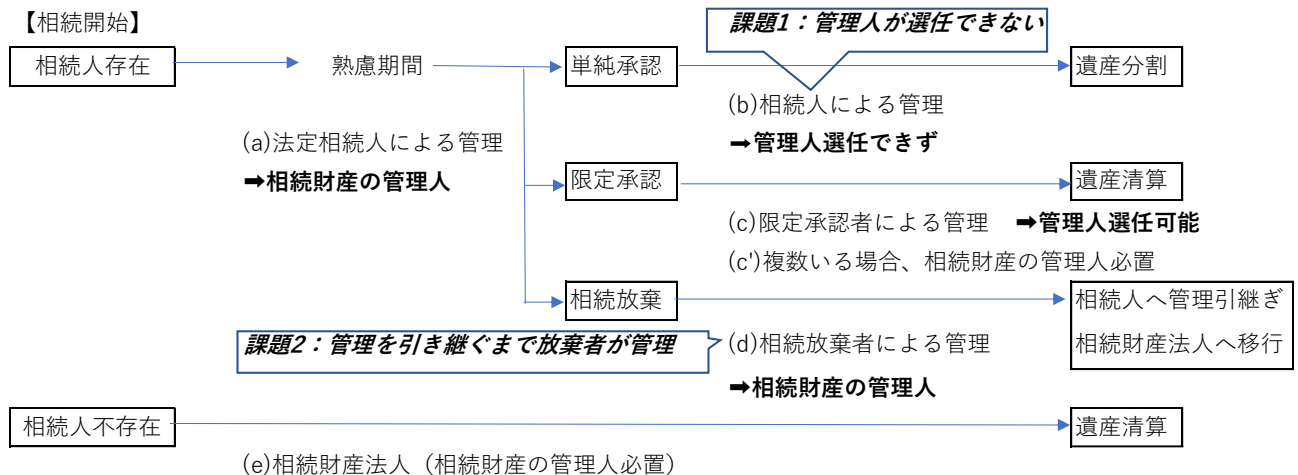 【相続開始】
課題1：管理人が選任できない
相続人存在
熟慮期間
単純承認
遺産分割
(b)相続人による管理
(a)法定相続人による管理
➡管理人選任できず
➡相続財産の管理人
限定承認
遺産清算
(c)限定承認者による管理 ➡管理人選任可能
(c')複数いる場合、相続財産の管理人必置
相続放棄
相続人へ管理引継ぎ
相続財産法人へ移行
課題2：管理を引き継ぐまで放棄者が管理
(d)相続放棄者による管理
➡相続財産の管理人
相続人不存在
遺産清算
(e)相続財産法人（相続財産の管理人必置）